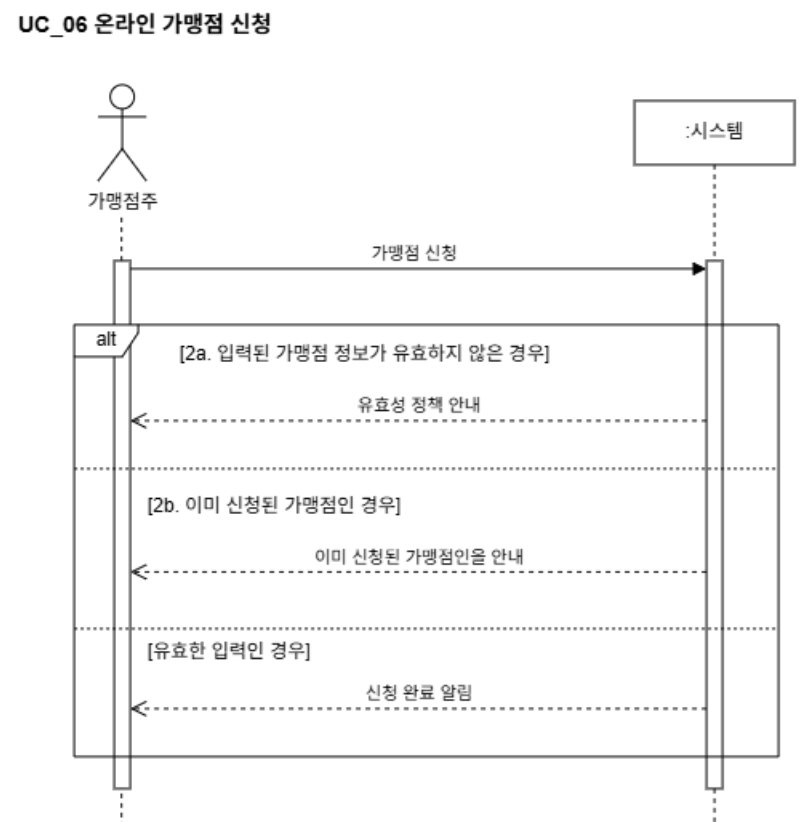 UC_06 온라인 가맹점 신청
:시스템
가맹점주
가맹점 신청
alt
[2a. 입력된 가맹점 정보가 유효하지 않은 경우]
유효성 정책 안내
[2b. 이미 신청된 가맹점인 경우]
이미 신청된 가맹점인을 안내
[유효한 입력인 경우]
신청 완료 알림